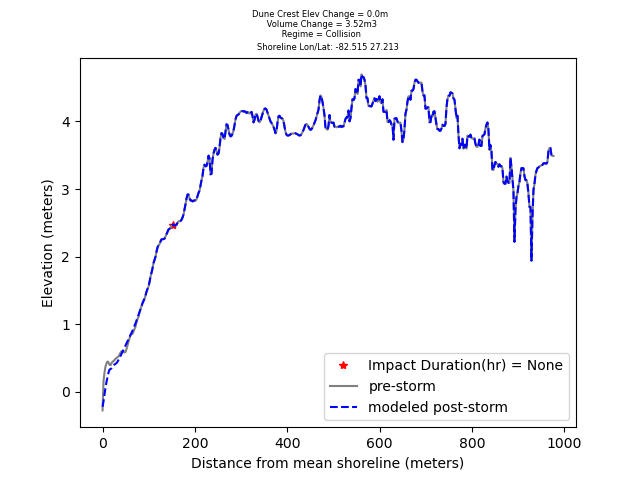 Dune Crest Elev Change = 0.0m
Volume Change = 3.52m3
Regime = Collision
Shoreline Lon/Lat: -82.515 27.213
4
3
2
1
0
Elevation (meters)
Impact Duration(hr) = None
pre-storm
modeled post-storm
0 200 400 600 800 1000
Distance from mean shoreline (meters)